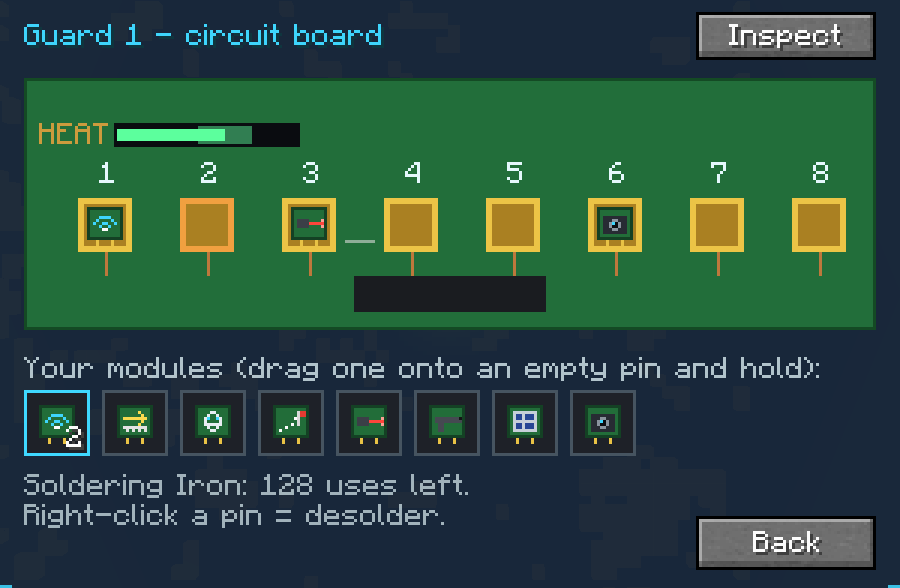 Guard 1 - circuit board
Inspect
HEAT
1 2 3 4 5 6 7 8
Your modules (drag one onto an empty pin and hold):
2
Soldering Iron: 128 uses left.
Right-click a pin = desolder.
Back